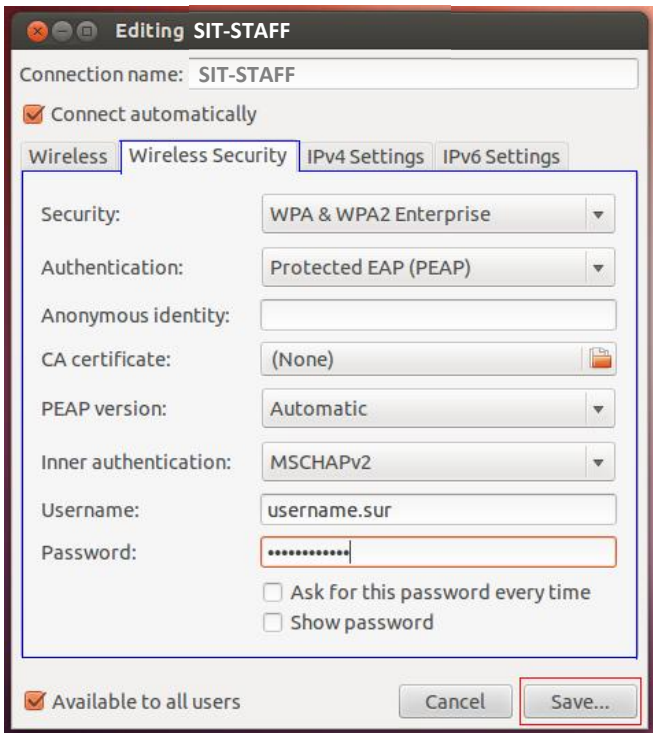 Editing SIT-STAFF
Connection name: SIT-STAFF
Connect automatically
Wireless Wireless Security IPv4 Settings IPv6 Settings
Security: WPA & WPA2 Enterprise
Authentication: Protected EAP (PEAP)
Anonymous identity:
CA certificate: (None)
PEAP version: Automatic
Inner authentication: MSCHAPv2
Username: username.sur
Password: ••••••••••••
Ask for this password every time
Show password
Available to all users Cancel Save...